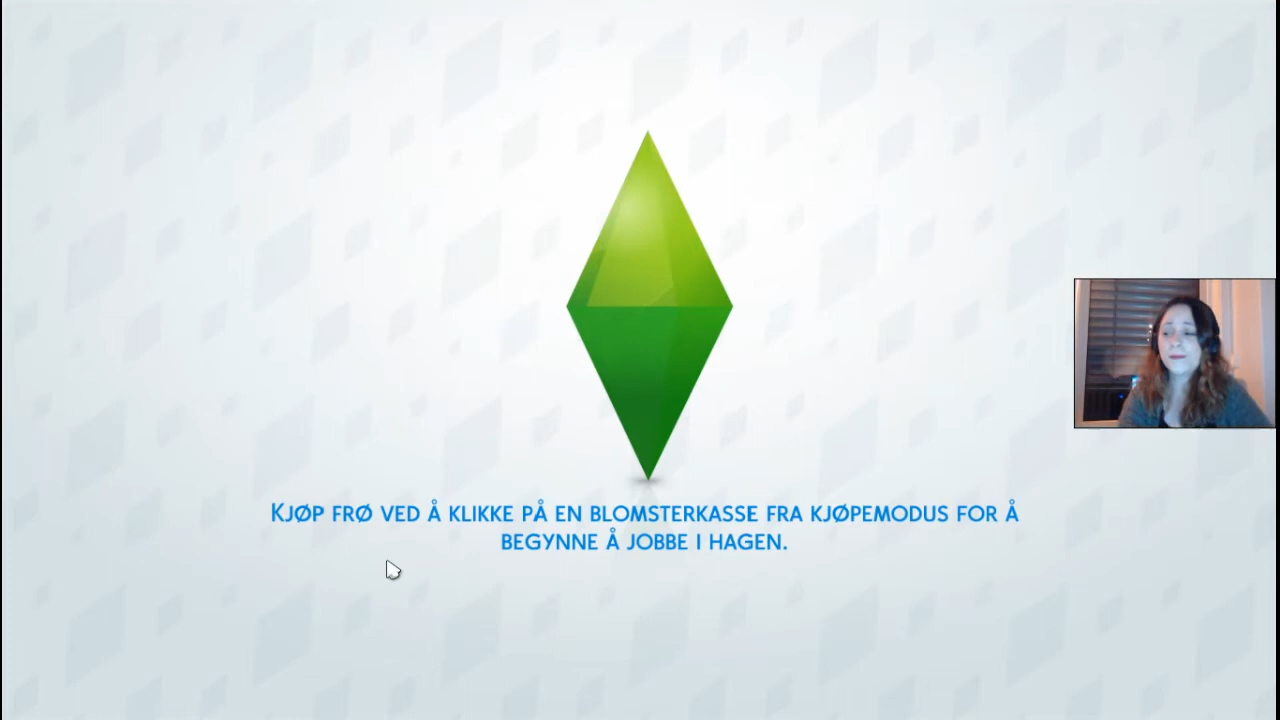 Kjøp frø ved å klikke på en blomsterkasse fra kjøpemodus for å
begynne å jobbe i hagen.